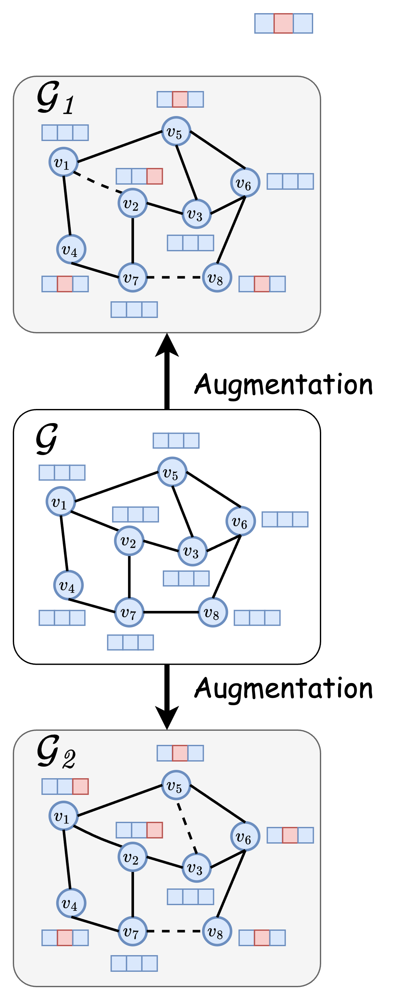 𝒢1
v5
v1
v6
v2
v3
v4
v7
v8
Augmentation
𝒢
v5
v1
v6
v2
v3
v4
v7
v8
Augmentation
𝒢2
v5
v1
v6
v2
v3
v4
v7
v8